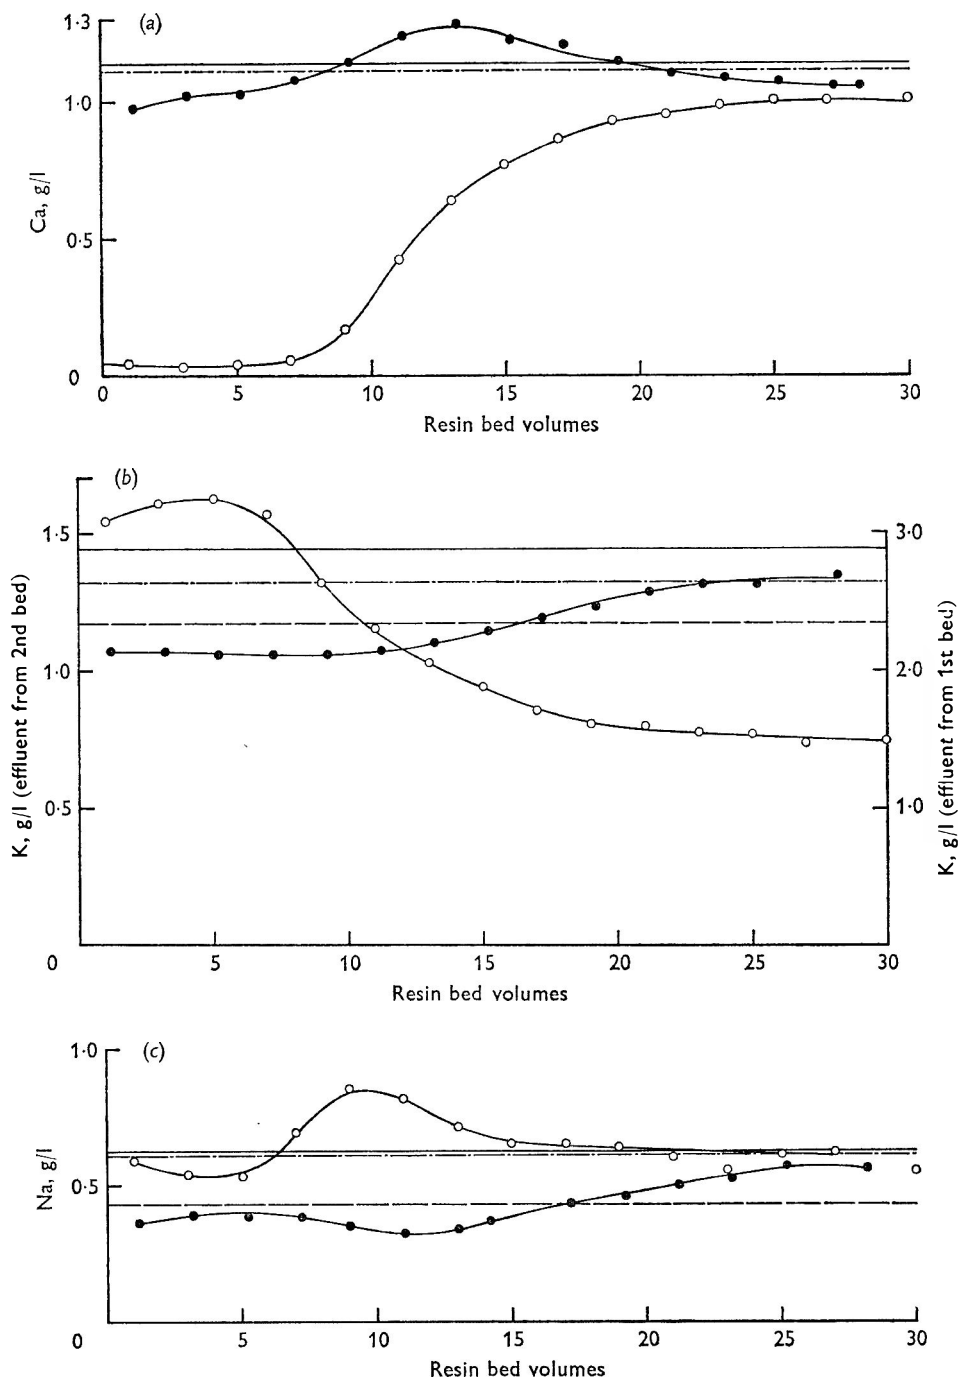 (a)
1·3
1·0
0·5
0
Ca, g/l
0 5 10 15 20 25 30
Resin bed volumes
(b)
1·5
1·0
0·5
K, g/l (effluent from 2nd bed)
3·0
2·0
1·0
K, g/l (effluent from 1st bed)
0 5 10 15 20 25 30
Resin bed volumes
(c)
1·0
0·5
Na, g/l
0 5 10 15 20 25 30
Resin bed volumes